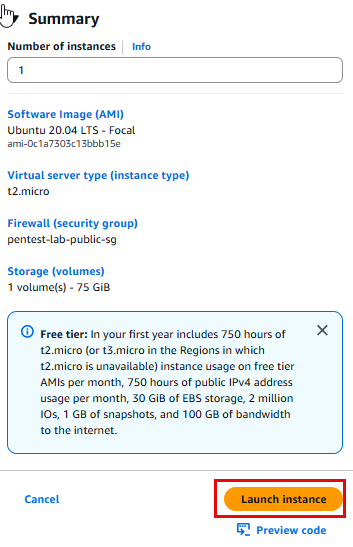 Summary
Number of instances Info
1
Software Image (AMI)
Ubuntu 20.04 LTS - Focal
ami-0c1a7303c13bbb15e
Virtual server type (instance type)
t2.micro
Firewall (security group)
pentest-lab-public-sg
Storage (volumes)
1 volume(s) - 75 GiB
Free tier: In your first year includes 750 hours of
t2.micro (or t3.micro in the Regions in which
t2.micro is unavailable) instance usage on free tier
AMIs per month, 750 hours of public IPv4 address
usage per month, 30 GiB of EBS storage, 2 million
IOs, 1 GB of snapshots, and 100 GB of bandwidth
to the internet.
Cancel Launch instance
Preview code